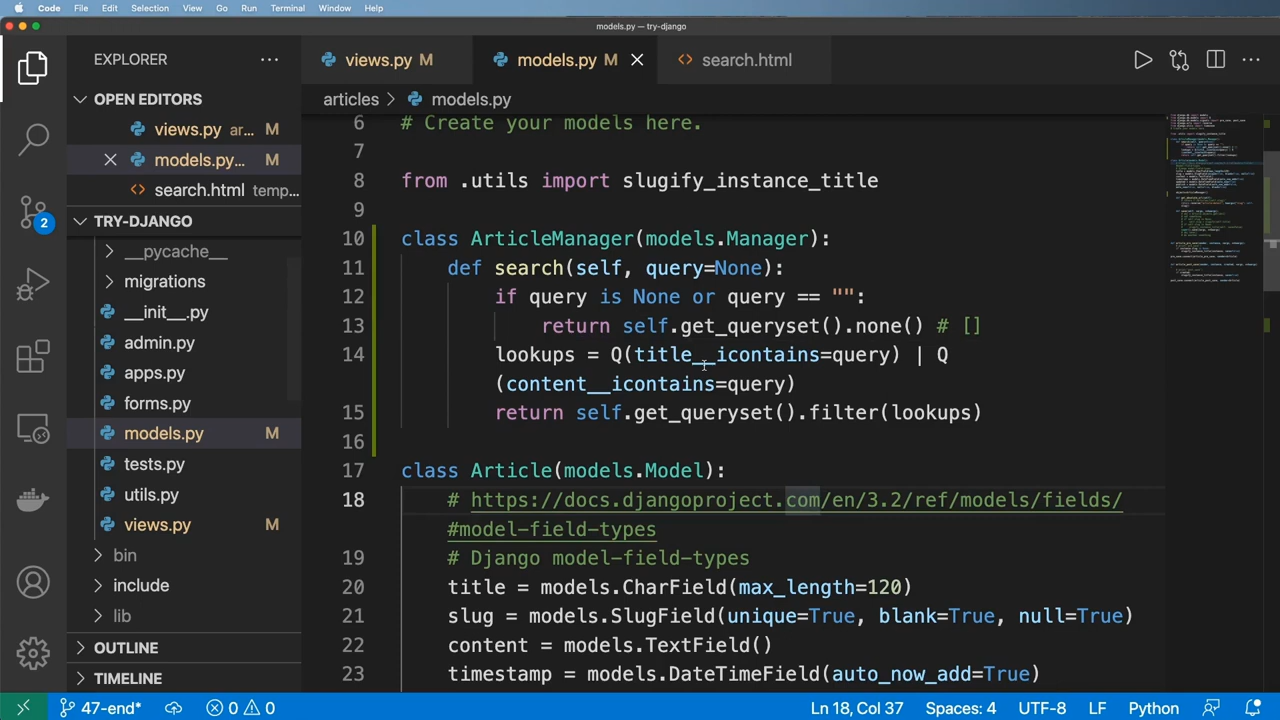 Code File Edit Selection View Go Run Terminal Window Help
models.py — try-django
EXPLORER
views.py M
models.py M
search.html
OPEN EDITORS
articles > models.py
views.py ar... M
models.py... M
search.html temp...
TRY-DJANGO
__pycache__
migrations
__init__.py
admin.py
apps.py
forms.py
models.py M
tests.py
utils.py
views.py M
bin
include
lib
OUTLINE
TIMELINE
2
6 # Create your models here.
7
8 from .utils import slugify_instance_title
9
10 class ArticleManager(models.Manager):
11 def search(self, query=None):
12 if query is None or query == "":
13 return self.get_queryset().none() # []
14 lookups = Q(title__icontains=query) | Q
(content__icontains=query)
15 return self.get_queryset().filter(lookups)
16
17 class Article(models.Model):
18 # https://docs.djangoproject.com/en/3.2/ref/models/fields/
#model-field-types
19 # Django model-field-types
20 title = models.CharField(max_length=120)
21 slug = models.SlugField(unique=True, blank=True, null=True)
22 content = models.TextField()
23 timestamp = models.DateTimeField(auto_now_add=True)
47-end* 0 0 Ln 18, Col 37 Spaces: 4 UTF-8 LF Python